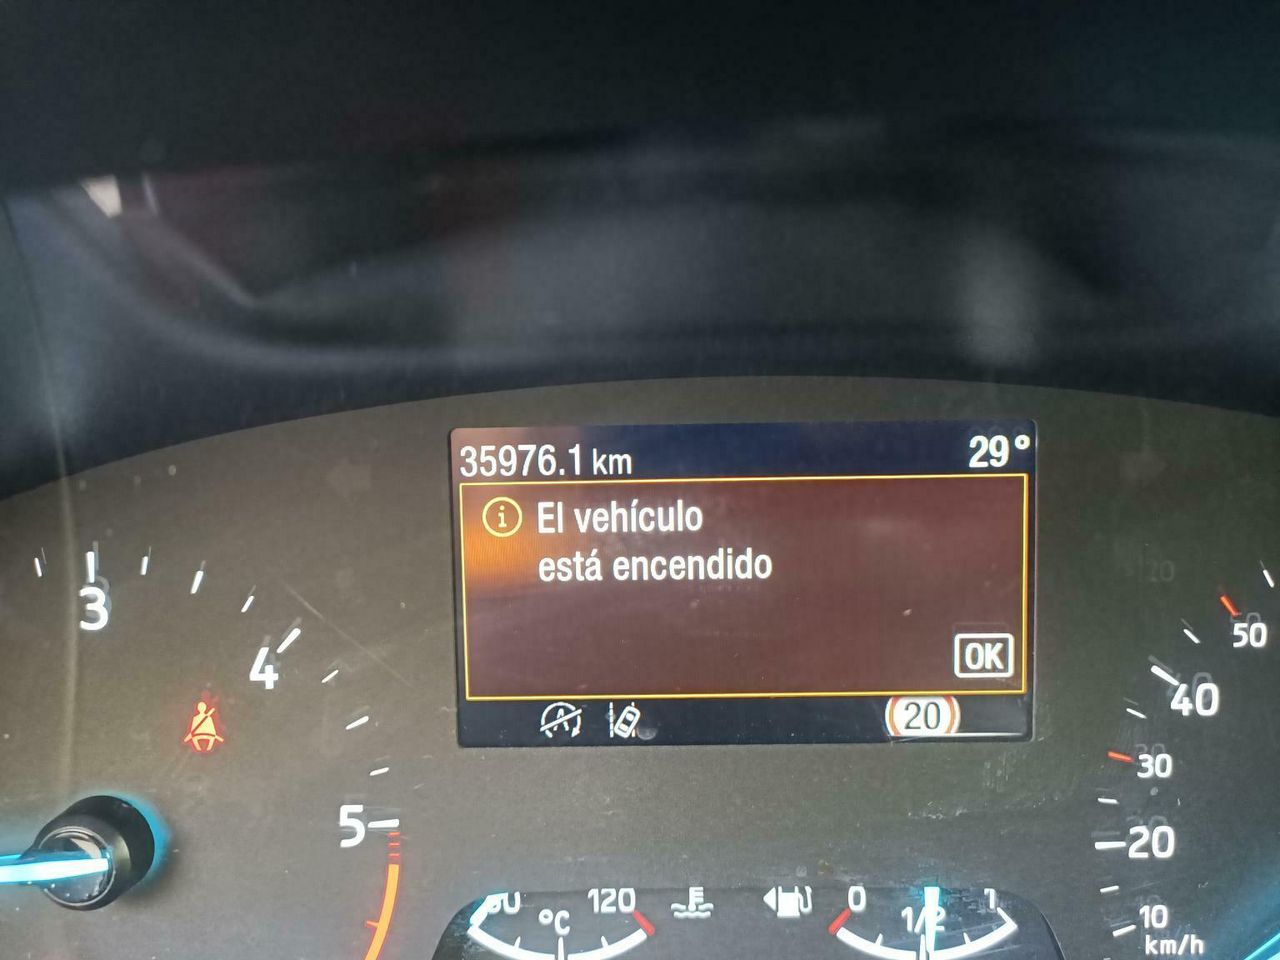 35976.1 km 29°
i El vehículo
está encendido
OK
A 20
3
4
5
50
40
30
20
10
km/h
120
°C
0 1/2 1